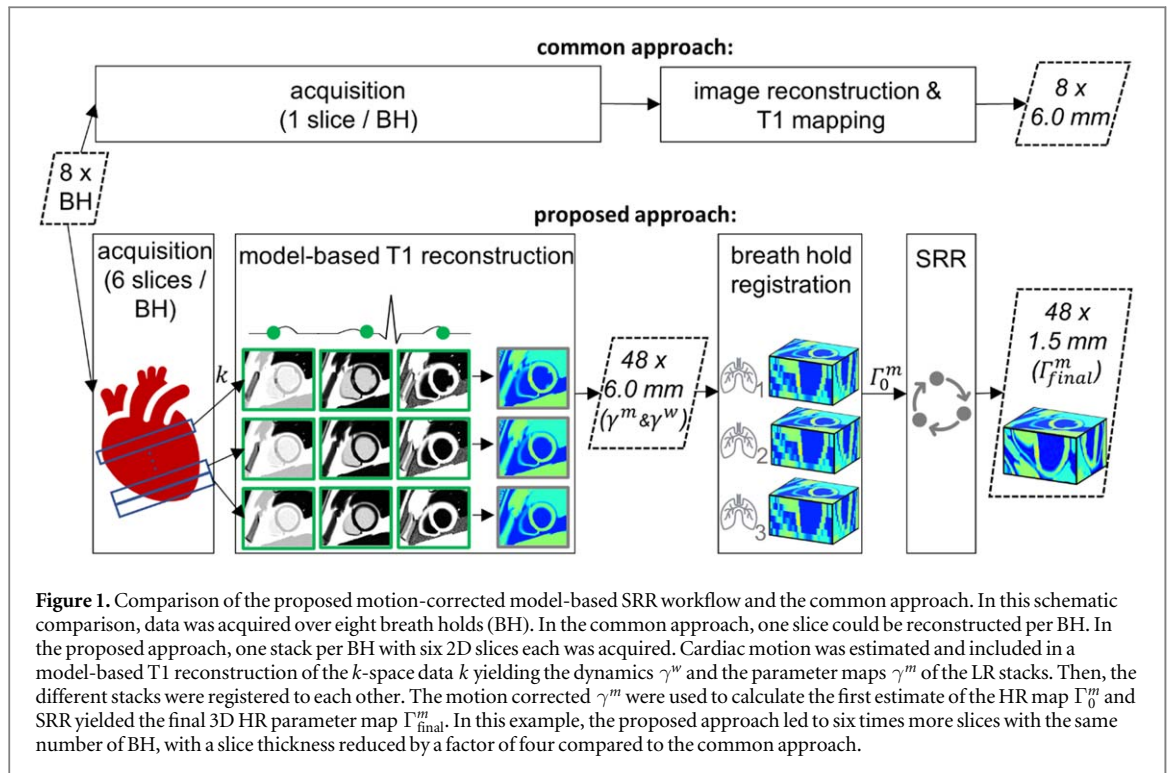 common approach:
acquisition
(1 slice / BH)
image reconstruction &
T1 mapping
8 x
6.0 mm
8 x
BH
proposed approach:
acquisition
(6 slices /
BH)
model-based T1 reconstruction
k
48 x
6.0 mm
(γ^m&γ^w)
breath hold
registration
1
2
3
Γ_0^m
SRR
48 x
1.5 mm
(Γ_final^m)
Figure 1. Comparison of the proposed motion-corrected model-based SRR workflow and the common approach. In this schematic
comparison, data was acquired over eight breath holds (BH). In the common approach, one slice could be reconstructed per BH. In
the proposed approach, one stack per BH with six 2D slices each was acquired. Cardiac motion was estimated and included in a
model-based T1 reconstruction of the k-space data k yielding the dynamics γ^w and the parameter maps γ^m of the LR stacks. Then, the
different stacks were registered to each other. The motion corrected γ^m were used to calculate the first estimate of the HR map Γ_0^m and
SRR yielded the final 3D HR parameter map Γ_final^m. In this example, the proposed approach led to six times more slices with the same
number of BH, with a slice thickness reduced by a factor of four compared to the common approach.